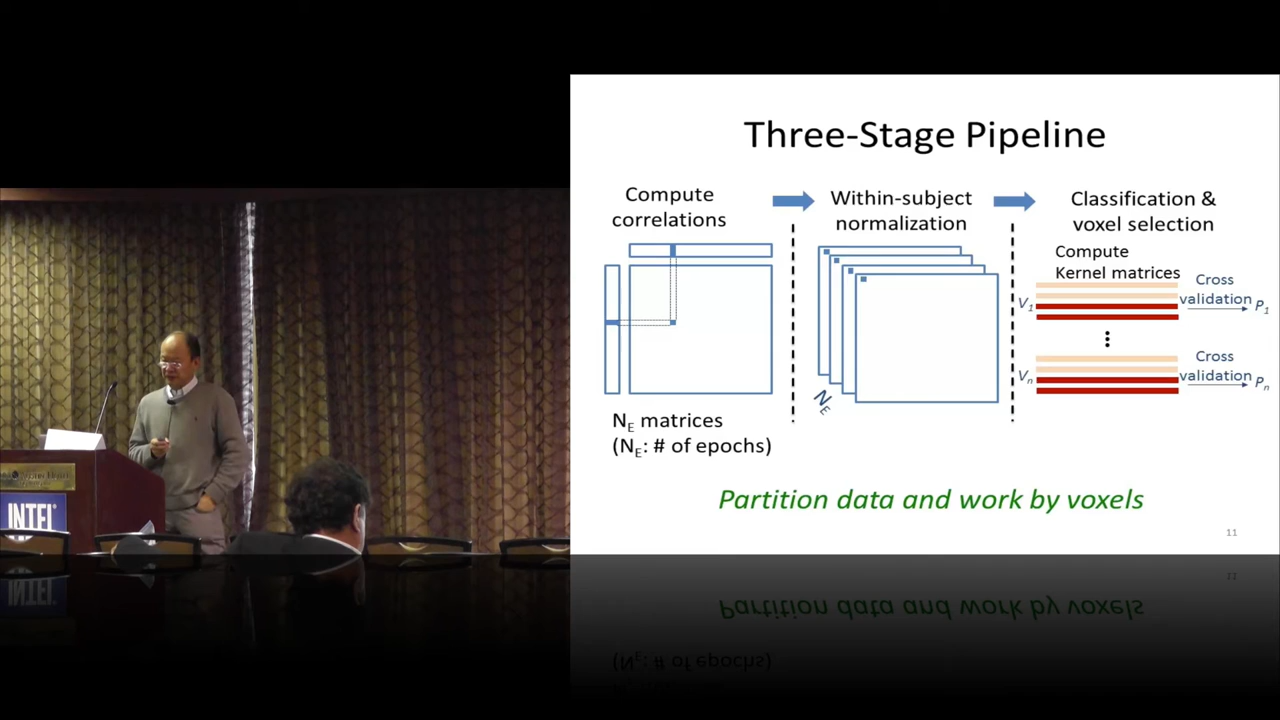 Three-Stage Pipeline
Compute
correlations
Within-subject
normalization
Classification &
voxel selection
Compute
Kernel matrices
V1
Cross
validation
P1
Vn
Cross
validation
Pn
NE
NE matrices
(NE: # of epochs)
Partition data and work by voxels
11
INTEL